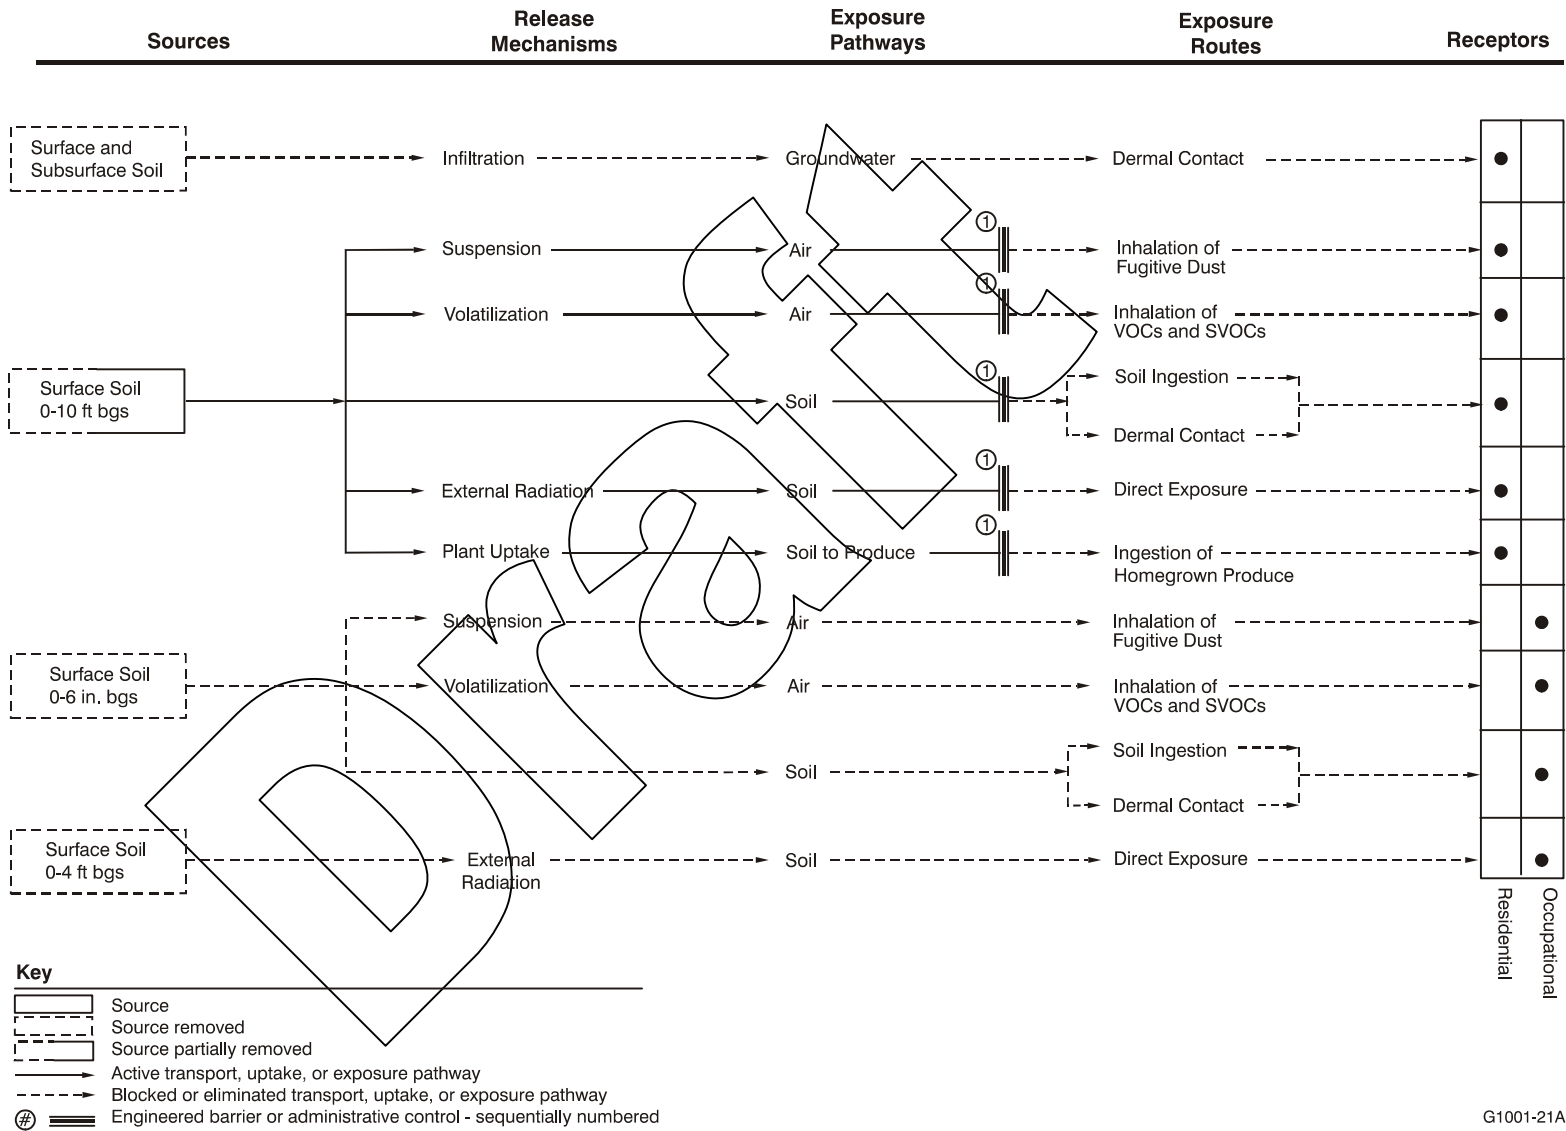 Sources
Release
Mechanisms
Exposure
Pathways
Exposure
Routes
Receptors
Surface and
Subsurface Soil
Infiltration
Groundwater
Dermal Contact
Suspension
Air
1
Inhalation of
Fugitive Dust
Volatilization
Air
1
Inhalation of
VOCs and SVOCs
Surface Soil
0-10 ft bgs
Soil
1
Soil Ingestion
Dermal Contact
External Radiation
Soil
1
Direct Exposure
Plant Uptake
Soil to Produce
1
Ingestion of
Homegrown Produce
Suspension
Air
Inhalation of
Fugitive Dust
Surface Soil
0-6 in. bgs
Volatilization
Air
Inhalation of
VOCs and SVOCs
Soil
Soil Ingestion
Dermal Contact
Surface Soil
0-4 ft bgs
External
Radiation
Soil
Direct Exposure
Residential
Occupational
Draft
Key
Source
Source removed
Source partially removed
Active transport, uptake, or exposure pathway
Blocked or eliminated transport, uptake, or exposure pathway
# Engineered barrier or administrative control - sequentially numbered
G1001-21A